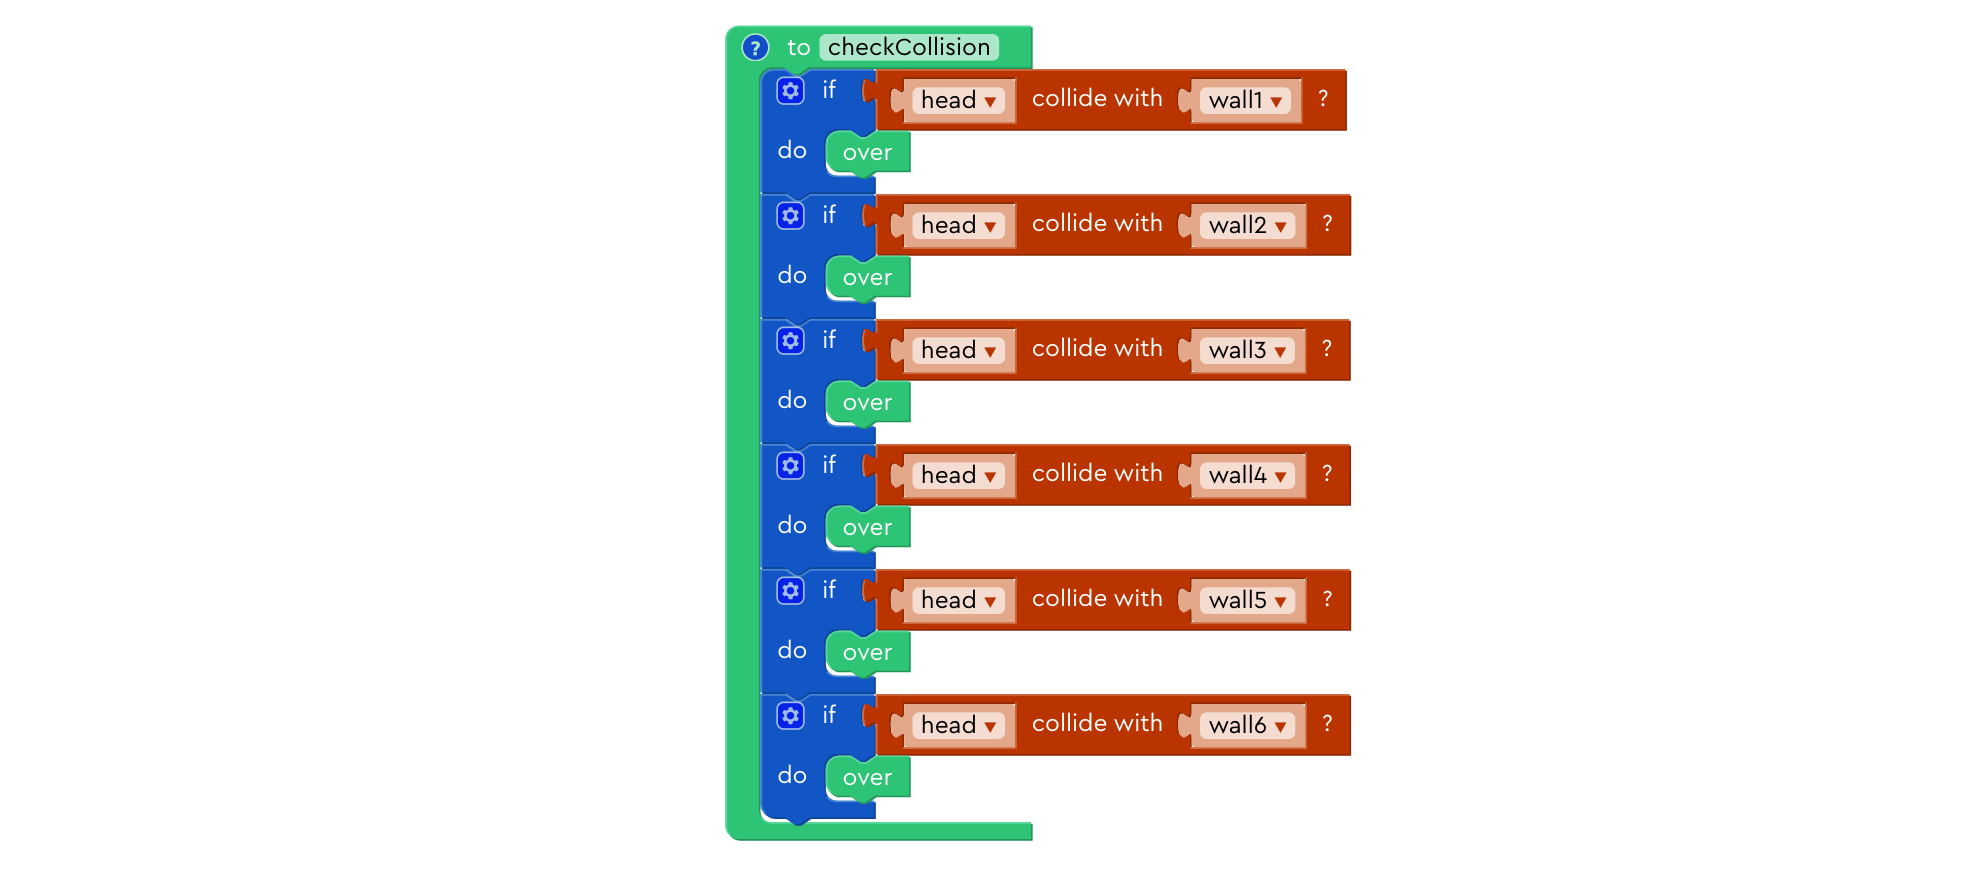 ? to checkCollision
if head ▼ collide with wall1 ▼ ?
do over
if head ▼ collide with wall2 ▼ ?
do over
if head ▼ collide with wall3 ▼ ?
do over
if head ▼ collide with wall4 ▼ ?
do over
if head ▼ collide with wall5 ▼ ?
do over
if head ▼ collide with wall6 ▼ ?
do over